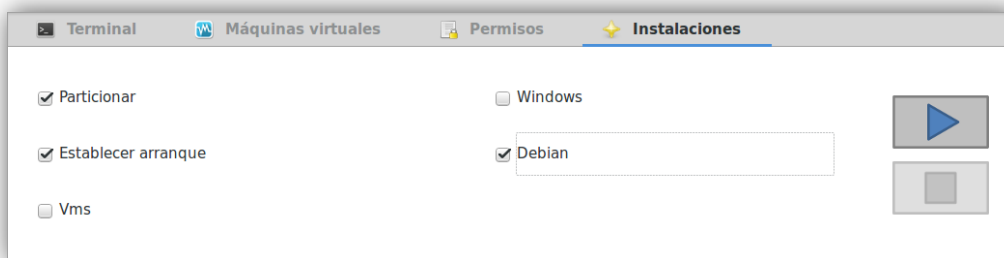 Terminal Máquinas virtuales Permisos Instalaciones
Particionar Windows
Establecer arranque Debian
Vms